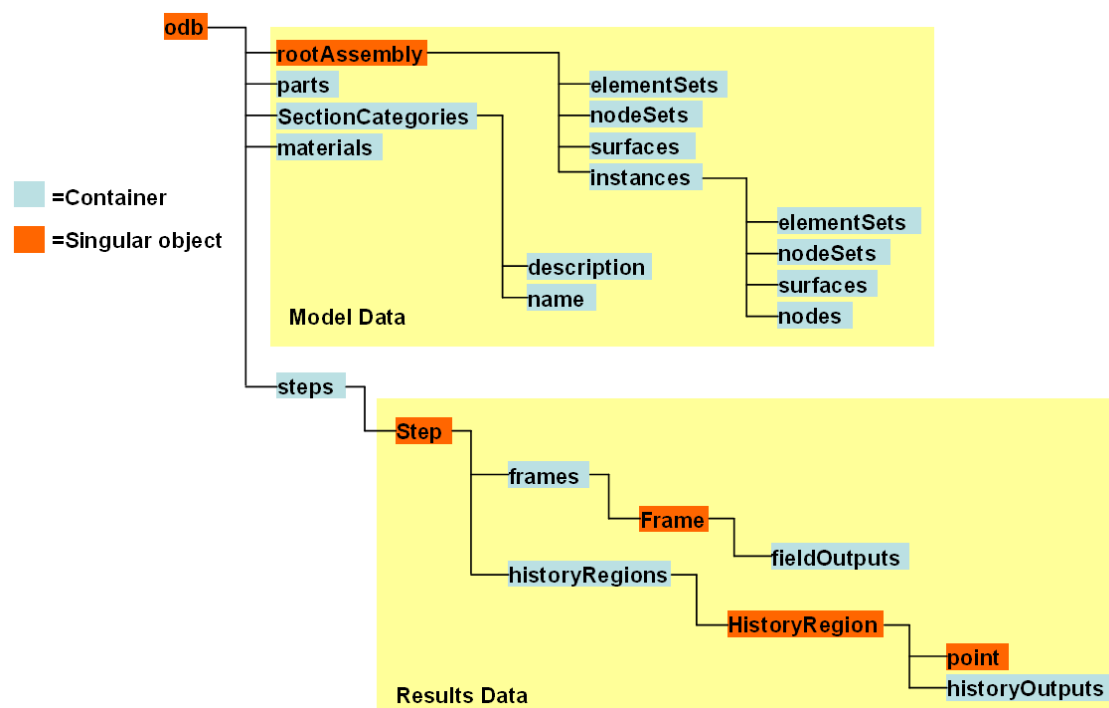 odb
rootAssembly
parts
SectionCategories
materials
elementSets
nodeSets
surfaces
instances
=Container
=Singular object
elementSets
nodeSets
surfaces
nodes
description
name
Model Data
steps
Step
frames
Frame
fieldOutputs
historyRegions
HistoryRegion
point
historyOutputs
Results Data